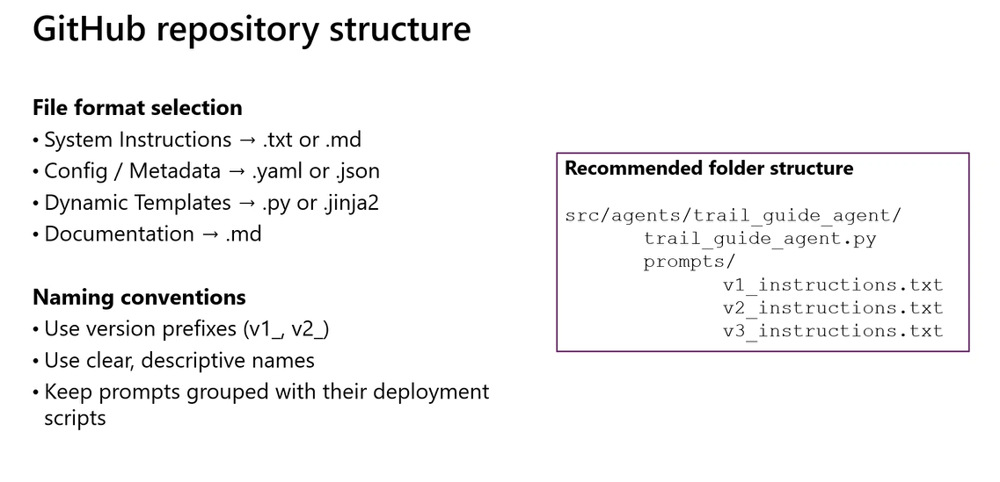 GitHub repository structure
File format selection
• System Instructions → .txt or .md
• Config / Metadata → .yaml or .json
• Dynamic Templates → .py or .jinja2
• Documentation → .md
Naming conventions
• Use version prefixes (v1_, v2_)
• Use clear, descriptive names
• Keep prompts grouped with their deployment
scripts
Recommended folder structure
src/agents/trail_guide_agent/
trail_guide_agent.py
prompts/
v1_instructions.txt
v2_instructions.txt
v3_instructions.txt